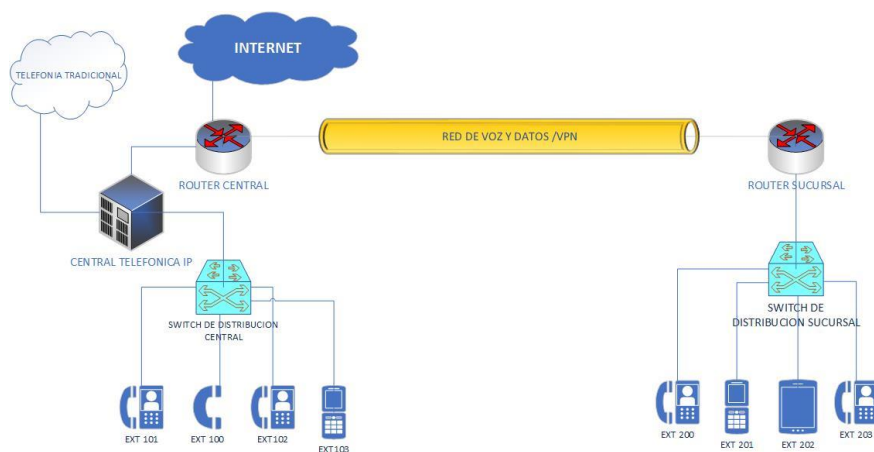 INTERNET
TELEFONIA TRADICIONAL
RED DE VOZ Y DATOS /VPN
ROUTER CENTRAL
ROUTER SUCURSAL
CENTRAL TELEFONICA IP
SWITCH DE DISTRIBUCION
CENTRAL
SWITCH DE
DISTRIBUCION SUCURSAL
EXT 101
EXT 100
EXT102
EXT103
EXT 200
EXT 201
EXT 202
EXT 203